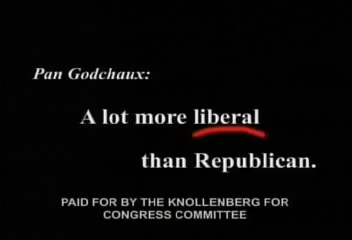 Pan Godchaux:
A lot more liberal
than Republican.
PAID FOR BY THE KNOLLENBERG FOR
CONGRESS COMMITTEE